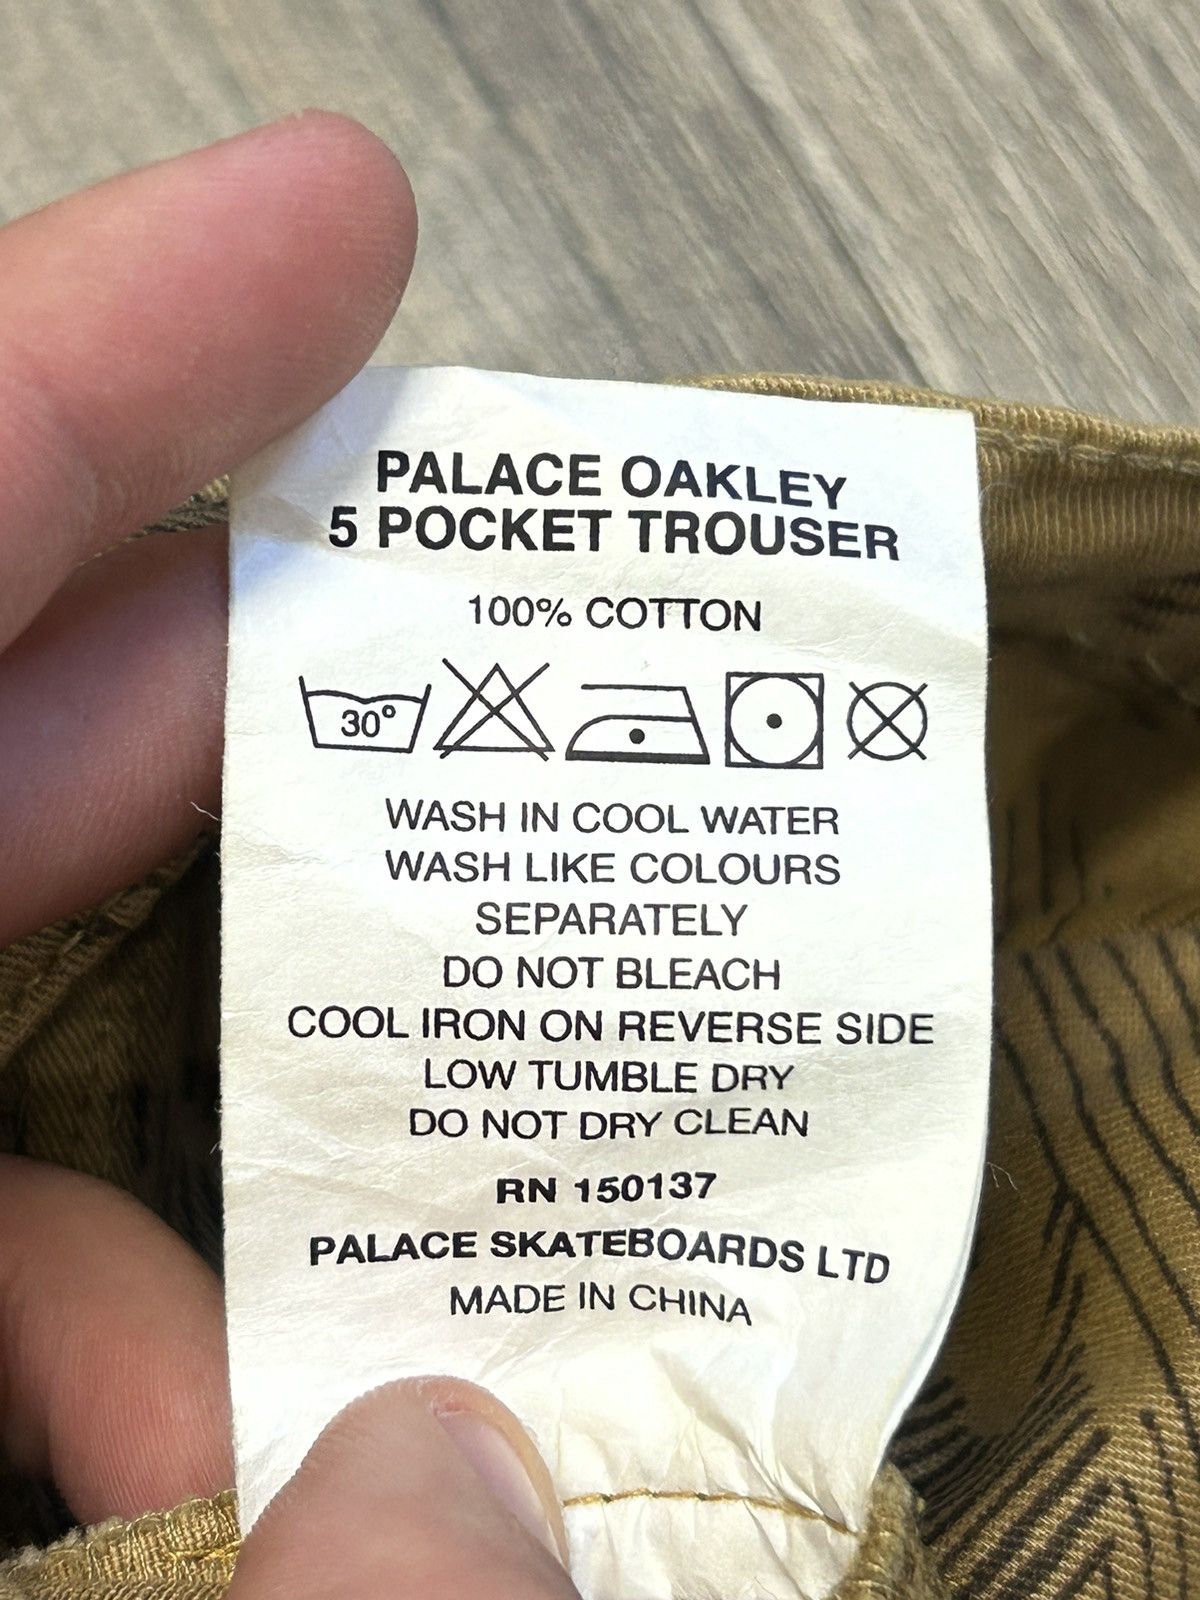 PALACE OAKLEY
5 POCKET TROUSER
100% COTTON
30°
WASH IN COOL WATER
WASH LIKE COLOURS
SEPARATELY
DO NOT BLEACH
COOL IRON ON REVERSE SIDE
LOW TUMBLE DRY
DO NOT DRY CLEAN
RN 150137
PALACE SKATEBOARDS LTD
MADE IN CHINA